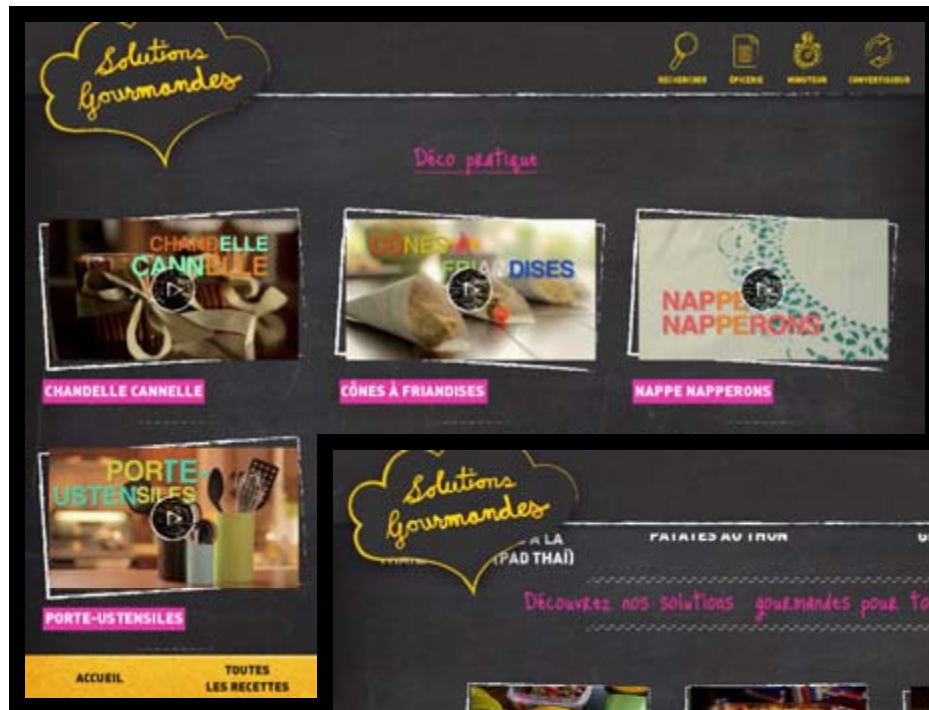 Solutions
Gourmandes
RECHERCHER ÉPICERIE MINUTEUR CONVERTISSEUR
Déco pratique
CHANDELLE
CANNELLE
CÔNES À
FRIANDISES
NAPPE
NAPPERONS
CHANDELLE CANNELLE
CÔNES À FRIANDISES
NAPPE NAPPERONS
PORTE-
USTENSILES
PORTE-USTENSILES
ACCUEIL
TOUTES
LES RECETTES
Solutions
Gourmandes
À LA
(PAD THAÏ)
PATATES AU THON
Découvrez nos solutions gourmandes pour to